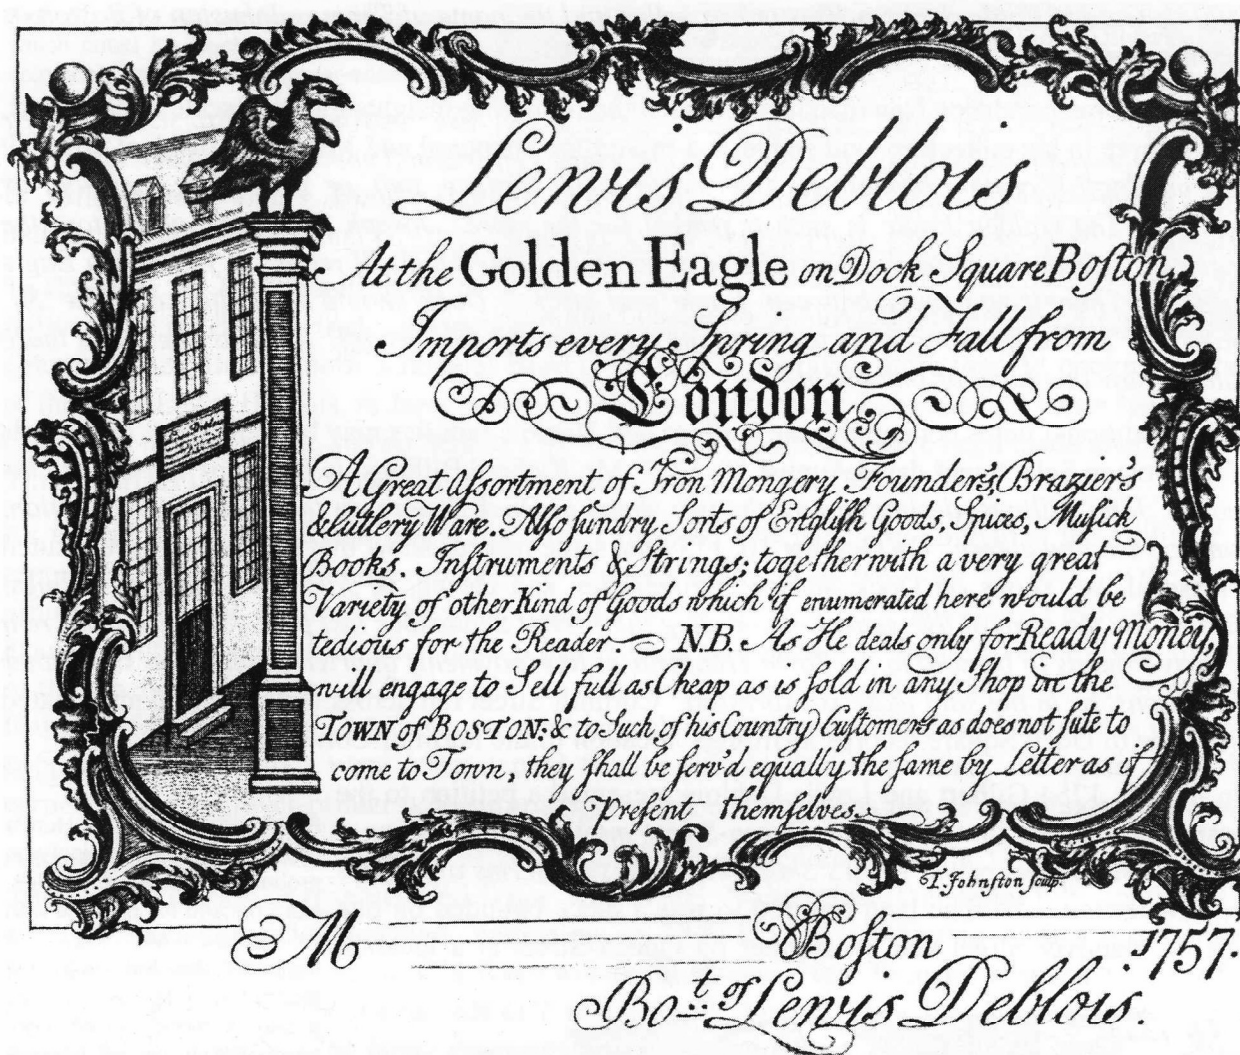 Lewis Deblois
At the Golden Eagle on Dock Square Boſton
Imports every Spring and Fall from
London
A Great Aſsortment of Iron Mongery Founder's, Brazier's
& Cutlery Ware. Alſo ſundry Sorts of Engliſh Goods, Spices, Muſick
Books. Inſtruments & Strings; together with a very great
Variety of other Kind of Goods which if enumerated here would be
tedious for the Reader. N.B. As He deals only for Ready Money,
will engage to Sell full as Cheap as is ſold in any Shop in the
TOWN of BOSTON: & to Such of his Country Cuſtomers as does not ſute to
come to Town, they ſhall be ſerv'd equally the ſame by Letter as if
Preſent themſelves.
T. Johnſton ſculp.
M Boſton 1757.
Bo.t of Lewis Deblois.